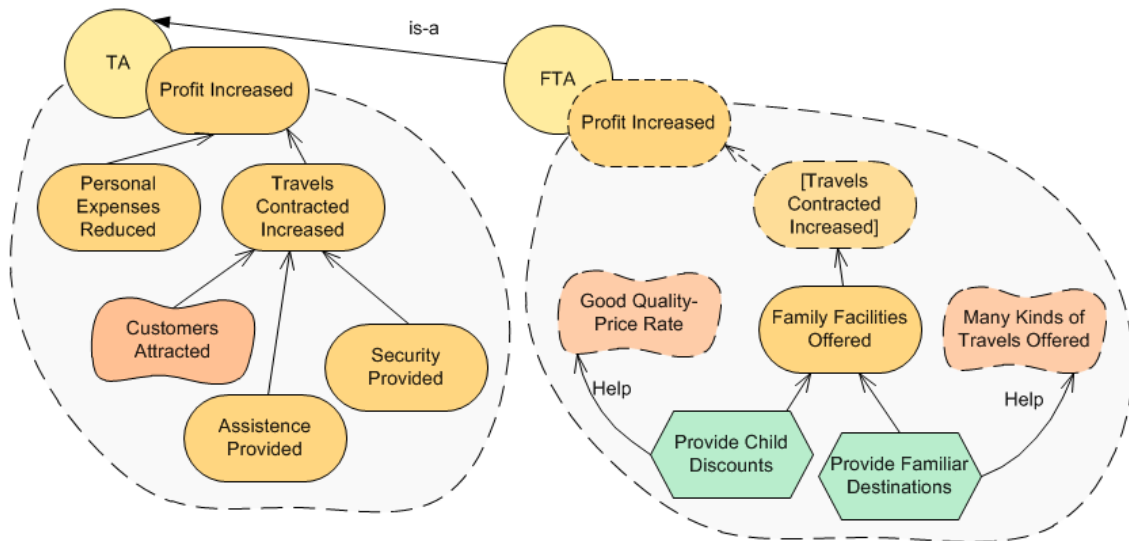 is-a
TA
Profit Increased
Personal
Expenses
Reduced
Travels
Contracted
Increased
Customers
Attracted
Security
Provided
Assistence
Provided
FTA
Profit Increased
[Travels
Contracted
Increased]
Good Quality-
Price Rate
Family Facilities
Offered
Many Kinds of
Travels Offered
Help
Help
Provide Child
Discounts
Provide Familiar
Destinations